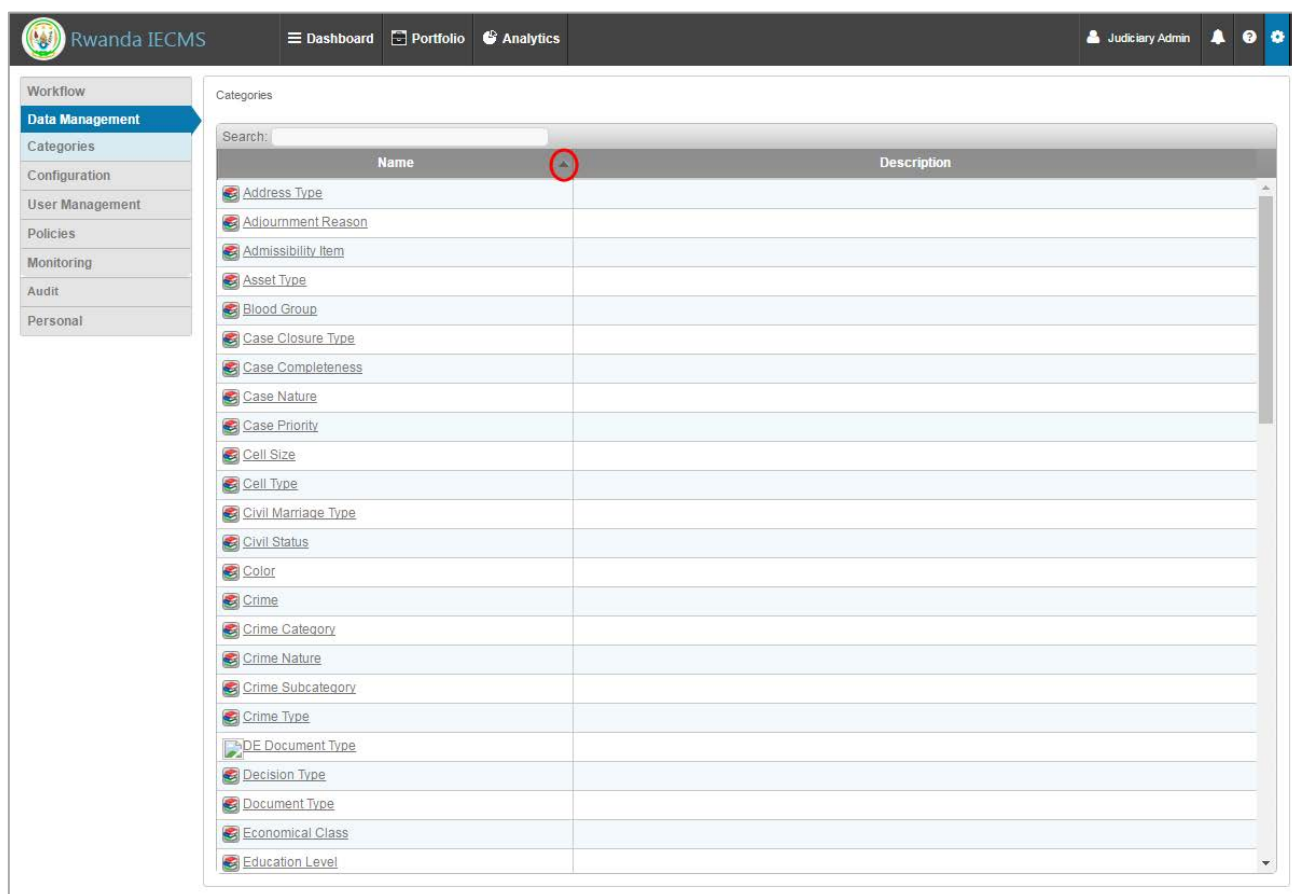 Rwanda IECMS
Dashboard Portfolio Analytics
Judiciary Admin
Workflow
Data Management
Categories
Configuration
User Management
Policies
Monitoring
Audit
Personal
Categories
Search:
Name Description
Address Type
Adjournment Reason
Admissibility Item
Asset Type
Blood Group
Case Closure Type
Case Completeness
Case Nature
Case Priority
Cell Size
Cell Type
Civil Marriage Type
Civil Status
Color
Crime
Crime Category
Crime Nature
Crime Subcategory
Crime Type
DE Document Type
Decision Type
Document Type
Economical Class
Education Level